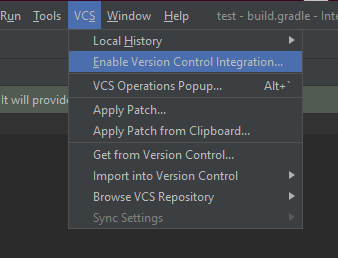 Run Tools VCS Window Help test - build.gradle - Inte
Local History
Enable Version Control Integration...
It will provide
VCS Operations Popup... Alt+`
Apply Patch...
Apply Patch from Clipboard...
Get from Version Control...
Import into Version Control
Browse VCS Repository
Sync Settings